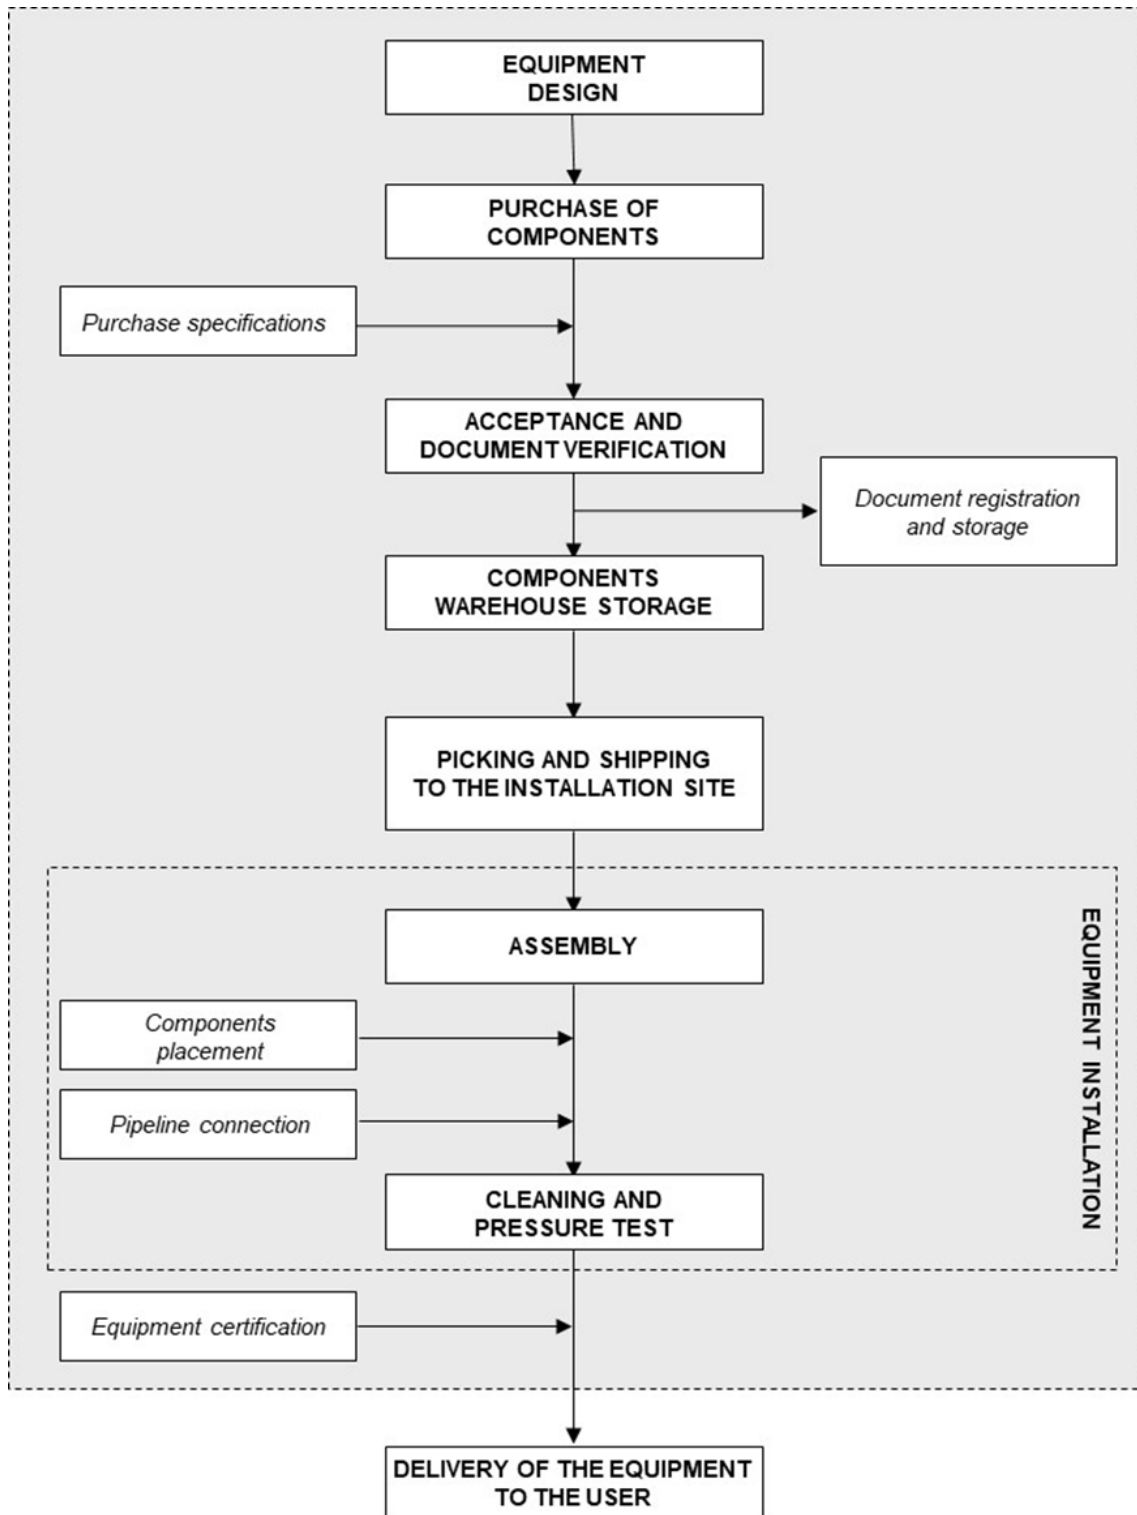 EQUIPMENT
DESIGN
PURCHASE OF
COMPONENTS
Purchase specifications
ACCEPTANCE AND
DOCUMENT VERIFICATION
Document registration
and storage
COMPONENTS
WAREHOUSE STORAGE
PICKING AND SHIPPING
TO THE INSTALLATION SITE
ASSEMBLY
EQUIPMENT INSTALLATION
Components
placement
Pipeline connection
CLEANING AND
PRESSURE TEST
Equipment certification
DELIVERY OF THE EQUIPMENT
TO THE USER